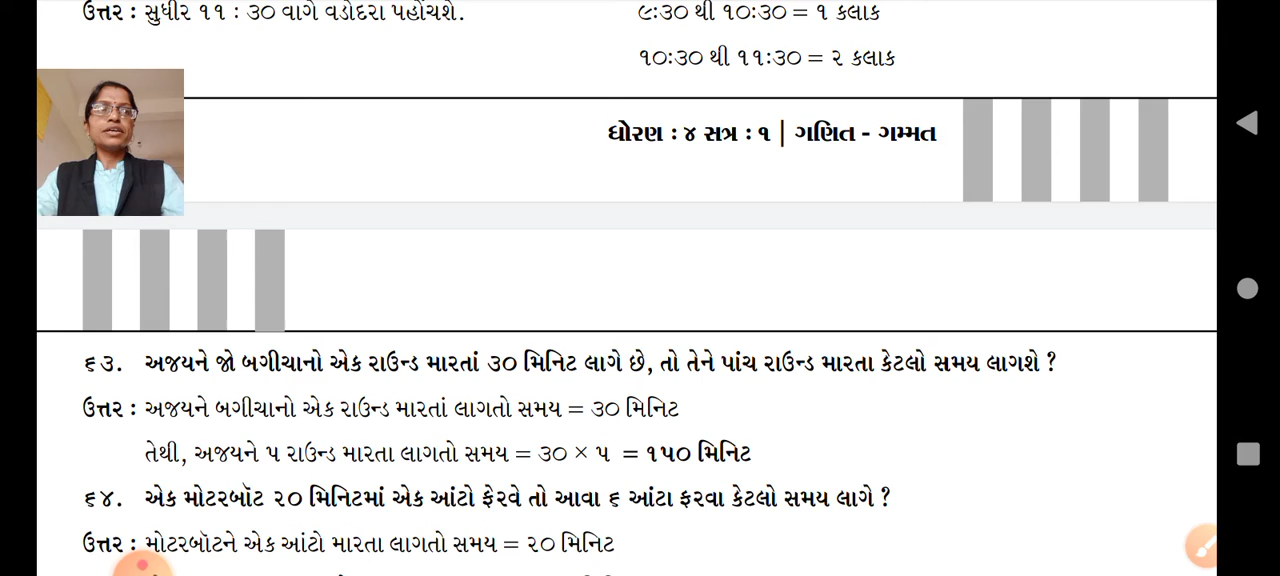 ઉત્તર : સુધીર ૧૧ : ૩૦ વાગે વડોદરા પહોંચશે.
૯:૩૦ થી ૧૦:૩૦ = ૧ કલાક
૧૦:૩૦ થી ૧૧:૩૦ = ૨ કલાક
ધોરણ : ૪ સત્ર : ૧ | ગણિત - ગમ્મત
૬૩. અજયને જો બગીચાનો એક રાઉન્ડ મારતાં ૩૦ મિનિટ લાગે છે, તો તેને પાંચ રાઉન્ડ મારતા કેટલો સમય લાગશે ?
ઉત્તર : અજયને બગીચાનો એક રાઉન્ડ મારતાં લાગતો સમય = ૩૦ મિનિટ
તેથી, અજયને ૫ રાઉન્ડ મારતા લાગતો સમય = ૩૦ × ૫ = ૧૫૦ મિનિટ
૬૪. એક મોટરબૉટ ૨૦ મિનિટમાં એક આંટો ફેરવે તો આવા ૬ આંટા ફરવા કેટલો સમય લાગે ?
ઉત્તર : મોટરબૉટને એક આંટો મારતા લાગતો સમય = ૨૦ મિનિટ